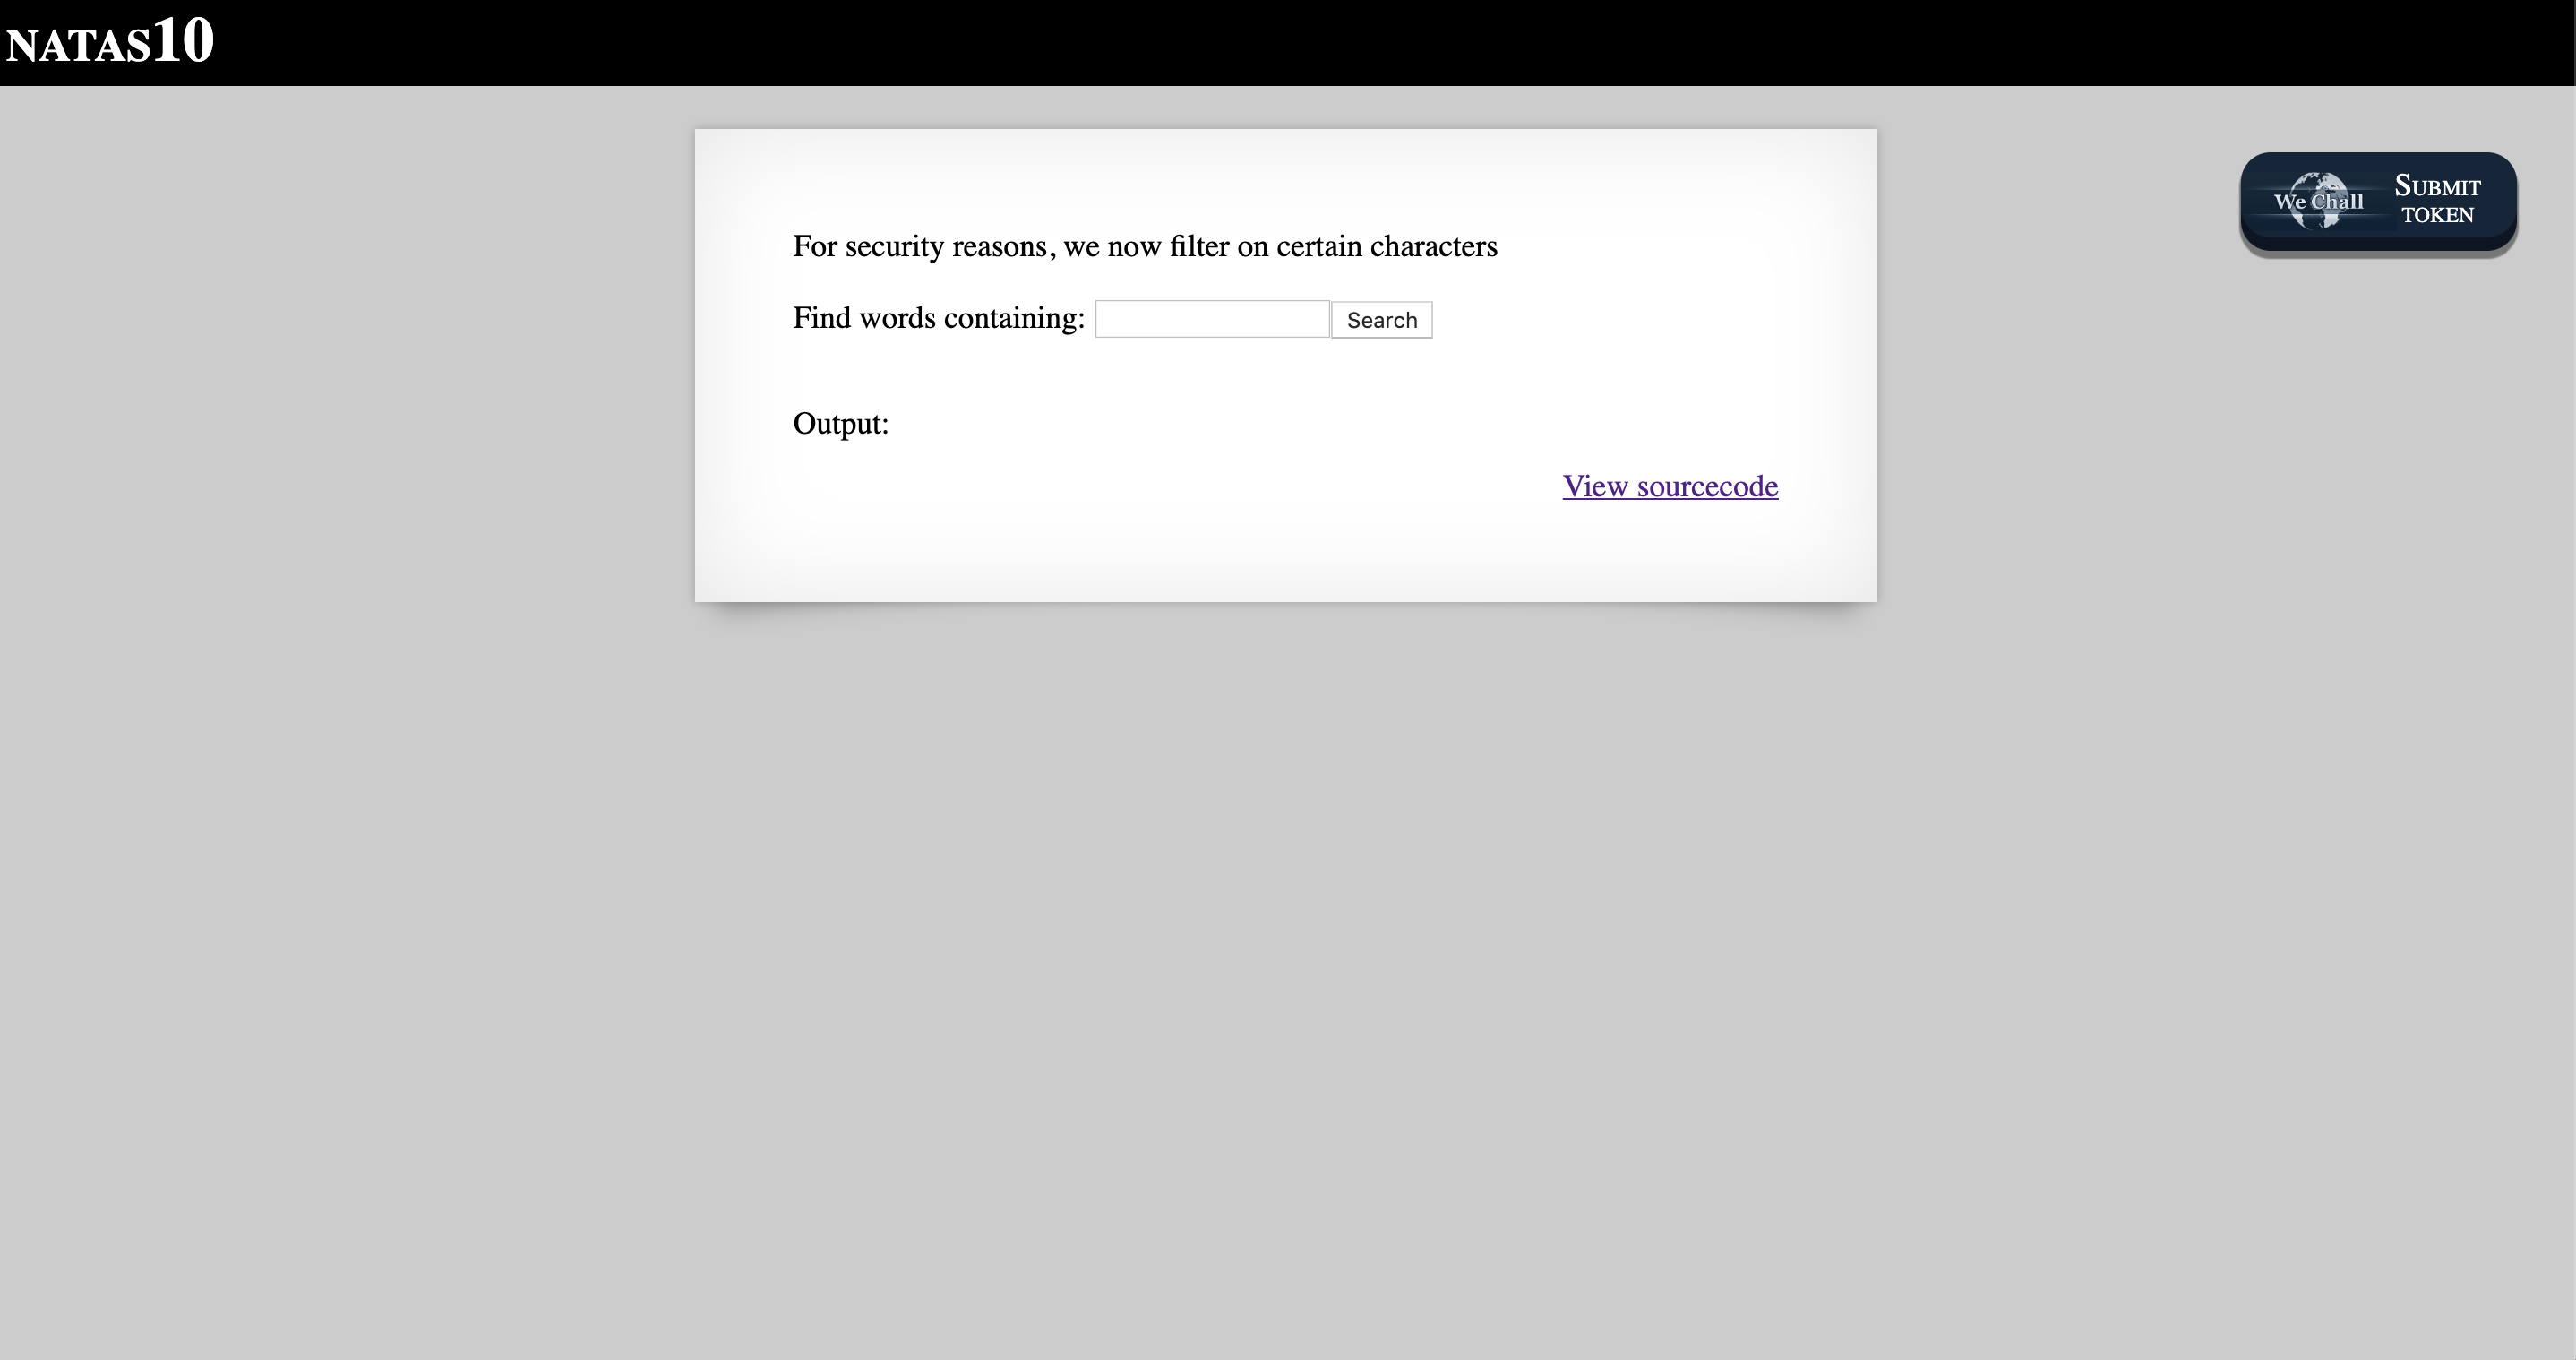 NATAS10
For security reasons, we now filter on certain characters
Find words containing: Search
Output:
View sourcecode
We Chall SUBMIT TOKEN